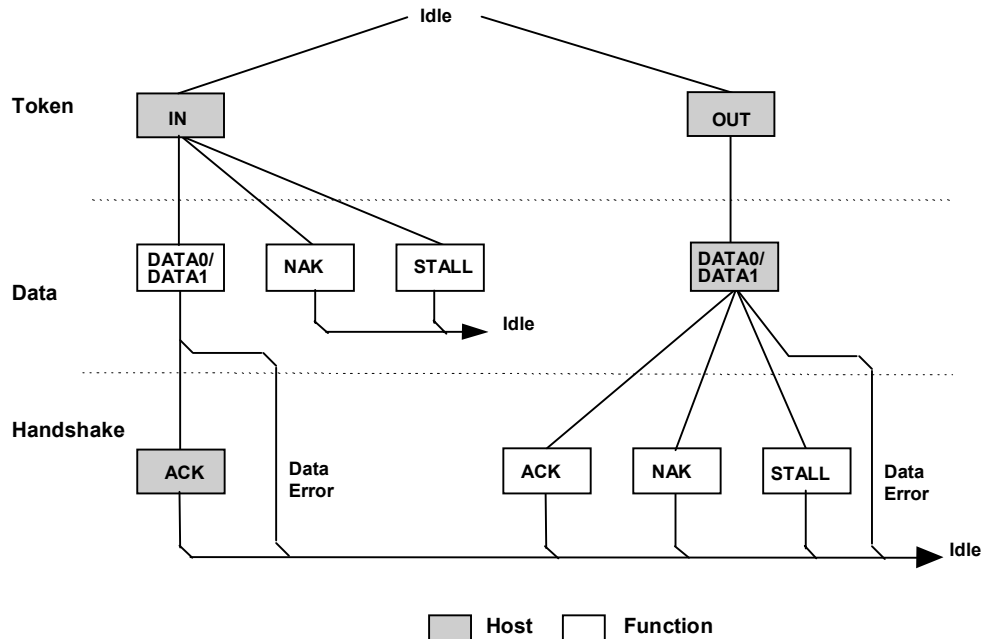 Idle
Token
IN
OUT
DATA0/
DATA1
NAK
STALL
DATA0/
DATA1
Data
Idle
Handshake
ACK
Data
Error
ACK
NAK
STALL
Data
Error
Idle
Host
Function